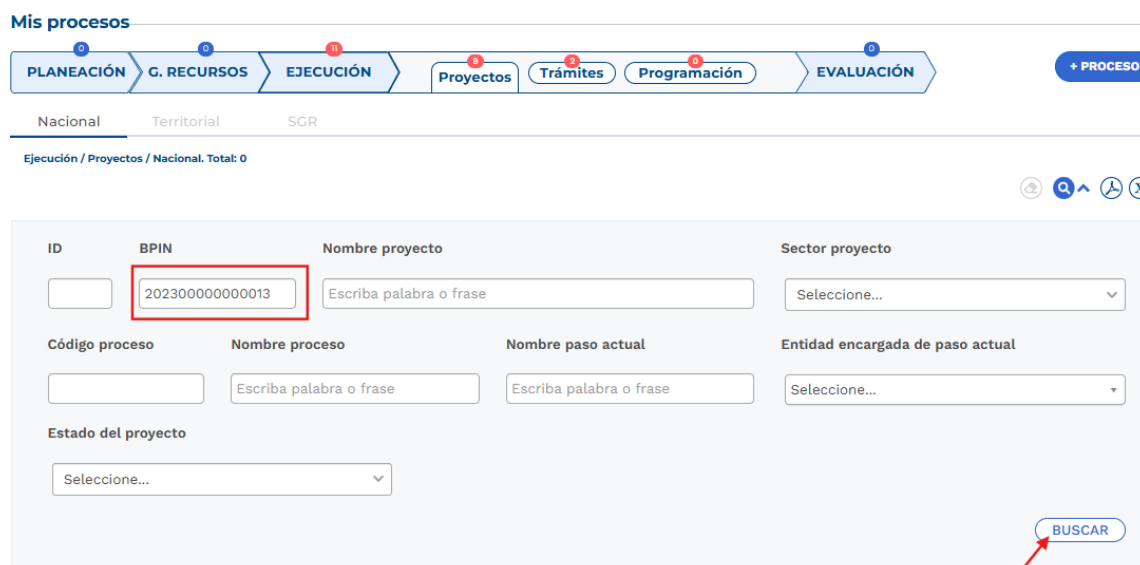 Mis procesos
0 0 11 9 2 0 0
PLANEACIÓN G. RECURSOS EJECUCIÓN Proyectos Trámites Programación EVALUACIÓN + PROCESO
Nacional Territorial SGR
Ejecución / Proyectos / Nacional. Total: 0
ID BPIN Nombre proyecto Sector proyecto
202300000000013 Escriba palabra o frase Seleccione...
Código proceso Nombre proceso Nombre paso actual Entidad encargada de paso actual
Escriba palabra o frase Escriba palabra o frase Seleccione...
Estado del proyecto
Seleccione...
BUSCAR